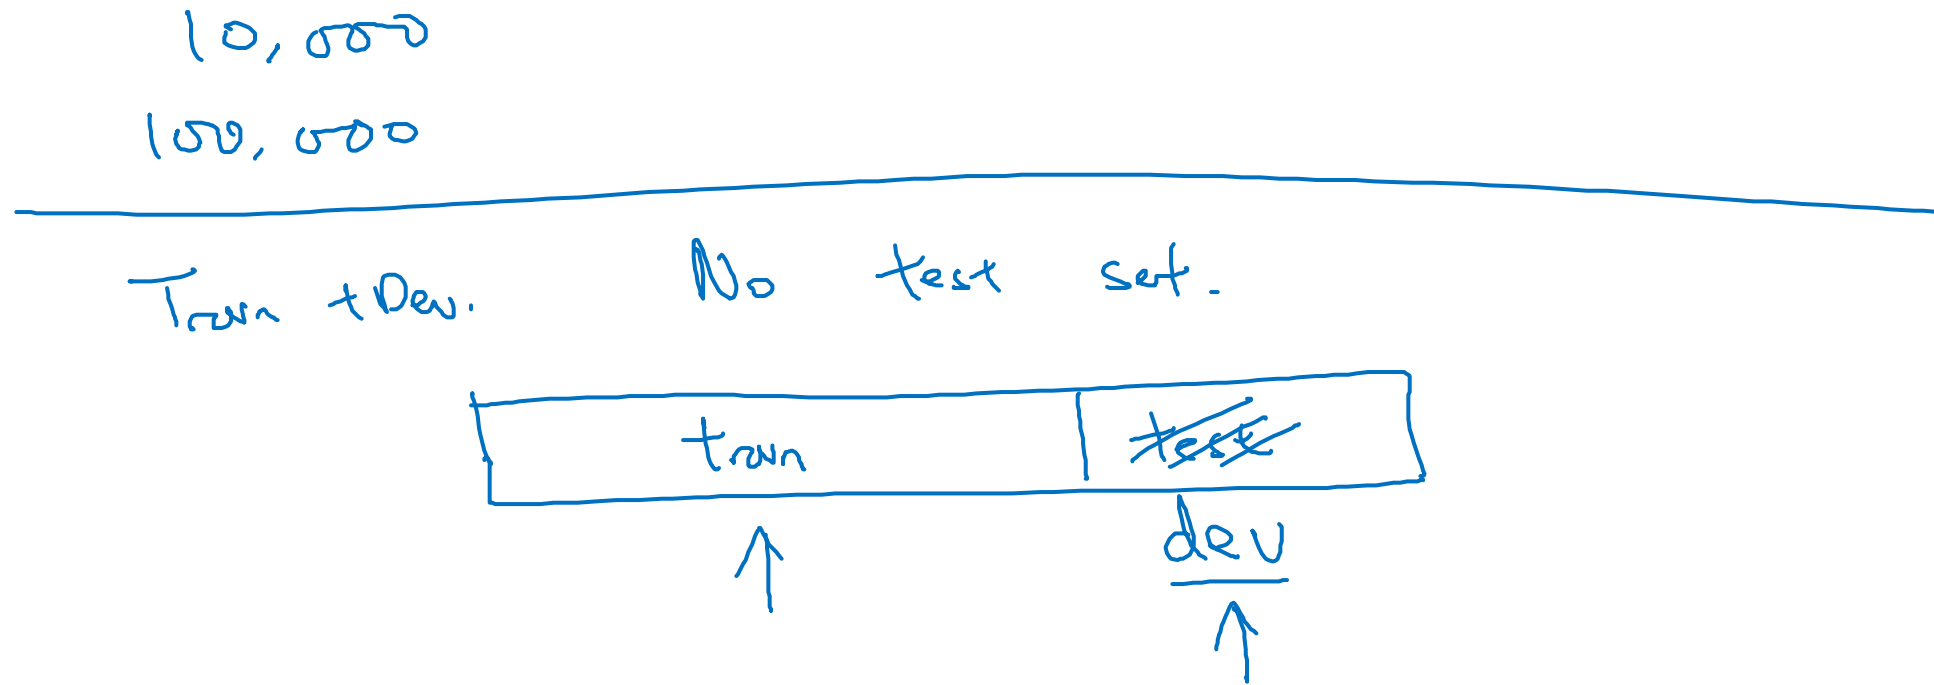 10,000
100,000
Train + Dev. No test set.
train test
dev